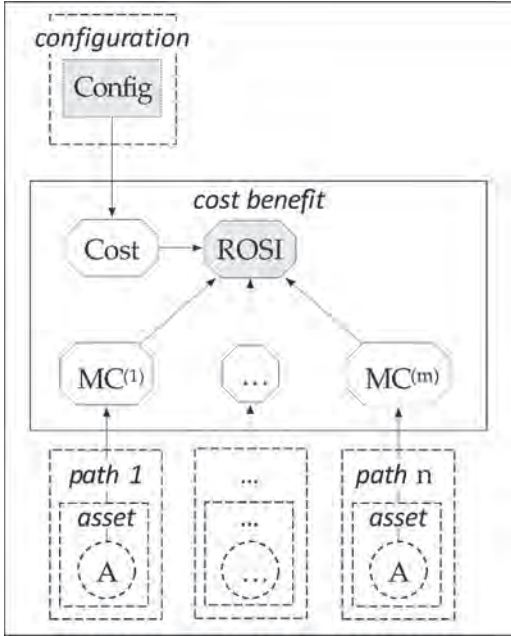 configuration
Config
cost benefit
Cost ROSI
MC(1) ... MC(m)
path 1 ... path n
asset ... asset
A ... A